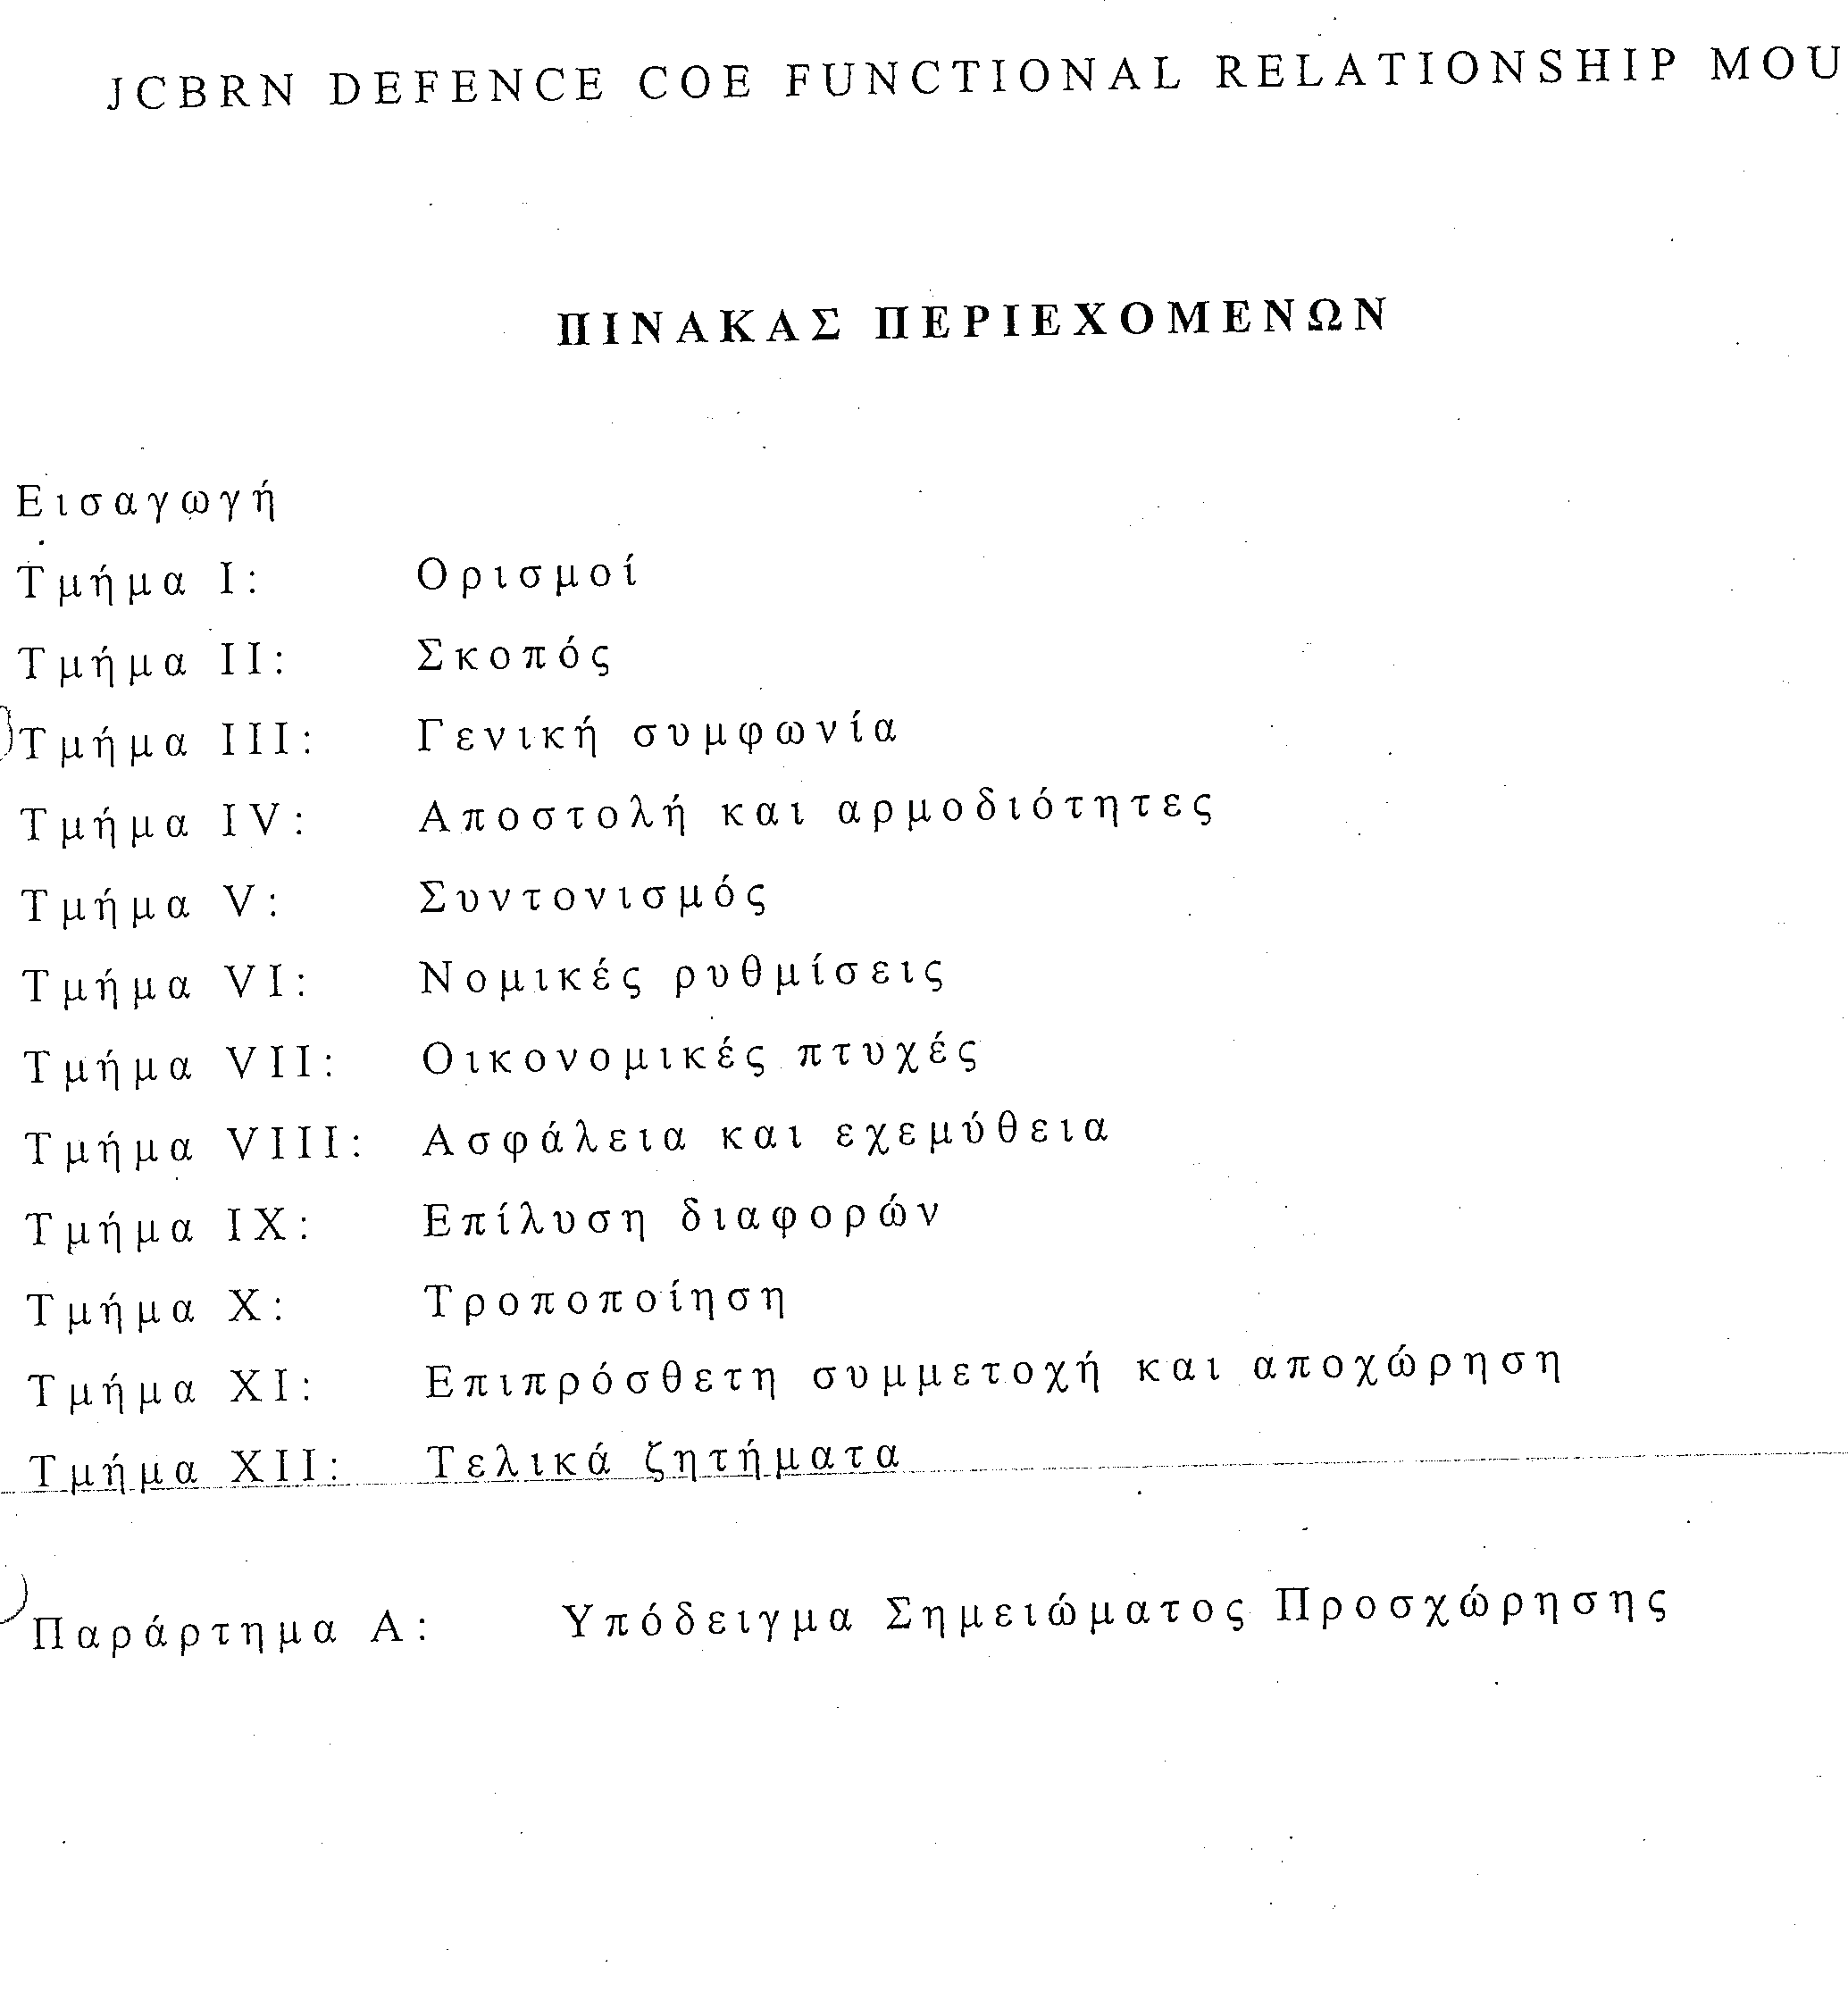 JCBRN DEFENCE COE FUNCTIONAL RELATIONSHIP MOU
ΠΙΝΑΚΑΣ ΠΕΡΙΕΧΟΜΕΝΩΝ
Εισαγωγή
Τμήμα I: Ορισμοί
Τμήμα II: Σκοπός
Τμήμα III: Γενική συμφωνία
Τμήμα IV: Αποστολή και αρμοδιότητες
Τμήμα V: Συντονισμός
Τμήμα VI: Νομικές ρυθμίσεις
Τμήμα VII: Οικονομικές πτυχές
Τμήμα VIII: Ασφάλεια και εχεμύθεια
Τμήμα IX: Επίλυση διαφορών
Τμήμα X: Τροποποίηση
Τμήμα XI: Επιπρόσθετη συμμετοχή και αποχώρηση
Τμήμα XII: Τελικά ζητήματα
Παράρτημα Α: Υπόδειγμα Σημειώματος Προσχώρησης